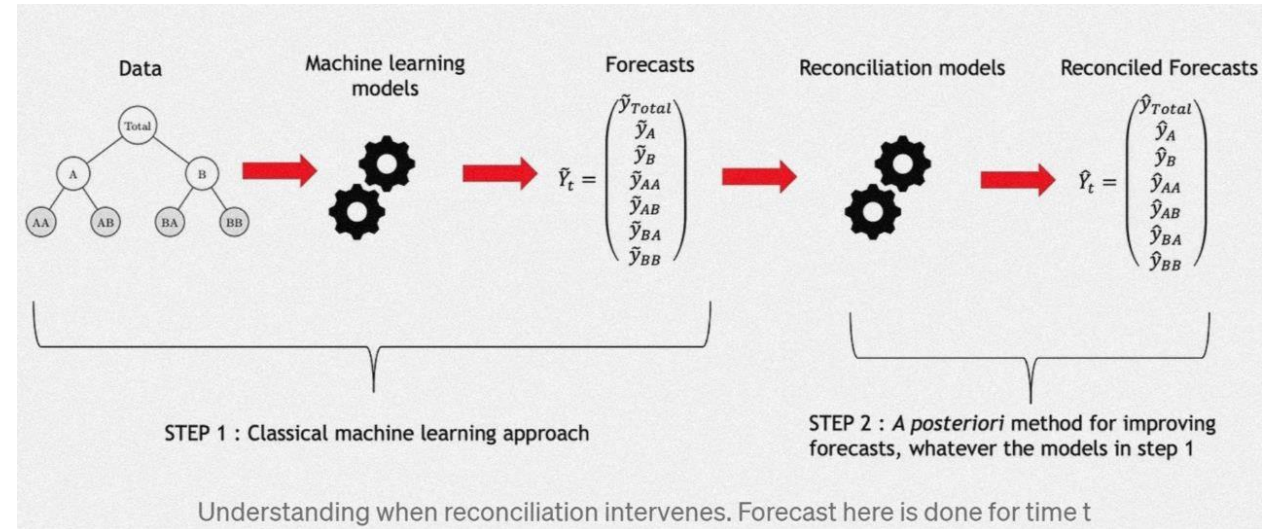 Data
Machine learning
models
Forecasts
Reconciliation models
Reconciled Forecasts
Total
A
B
AA
AB
BA
BB
Ỹₜ =
ỹ_Total
ỹ_A
ỹ_B
ỹ_AA
ỹ_AB
ỹ_BA
ỹ_BB
Ŷₜ =
ŷ_Total
ŷ_A
ŷ_B
ŷ_AA
ŷ_AB
ŷ_BA
ŷ_BB
STEP 1 : Classical machine learning approach
STEP 2 : A posteriori method for improving
forecasts, whatever the models in step 1
Understanding when reconciliation intervenes. Forecast here is done for time t